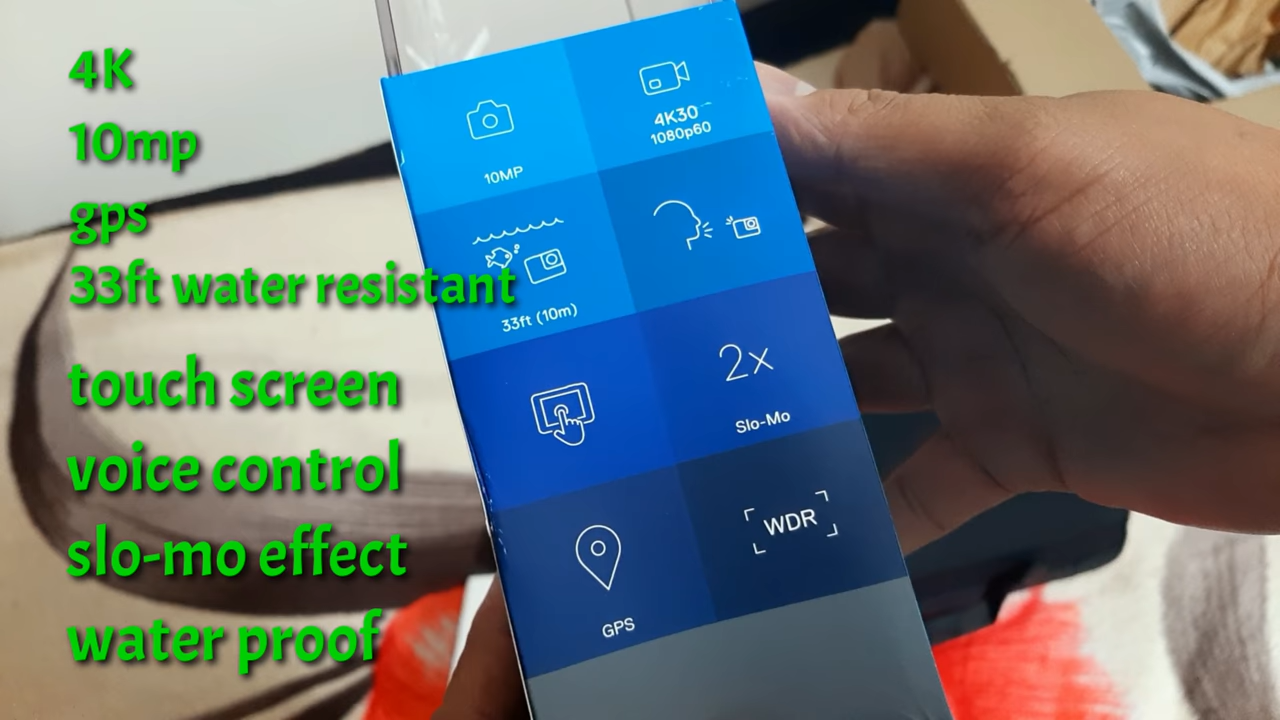 4K
10mp
gps
33ft water resistant
touch screen
voice control
slo-mo effect
water proof
10MP
4K30
1080p60
33ft (10m)
2x
Slo-Mo
GPS
WDR